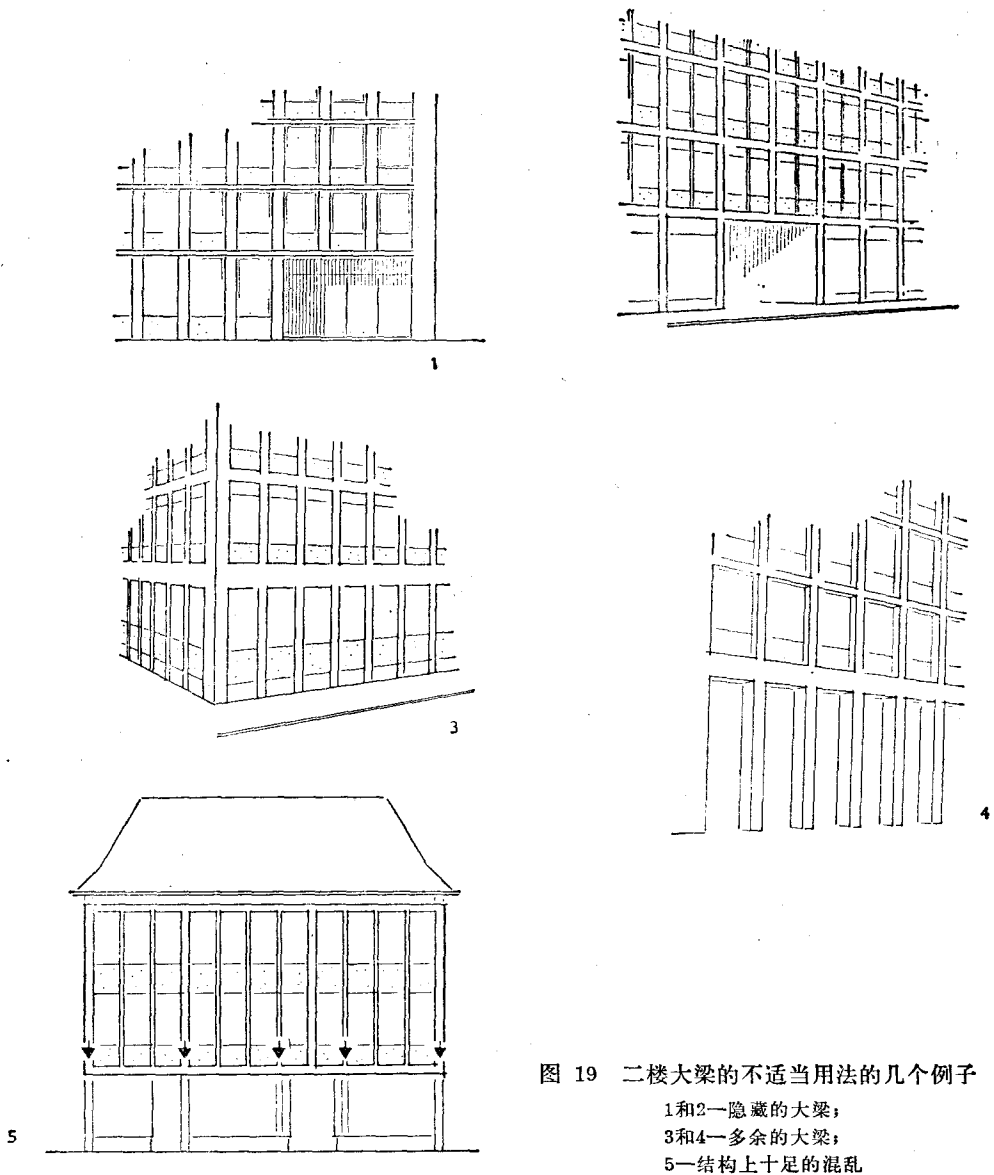 1
3
4
5
图 19 二楼大梁的不适当用法的几个例子
1和2—隐藏的大梁;
3和4—多余的大梁;
5—结构上十足的混乱